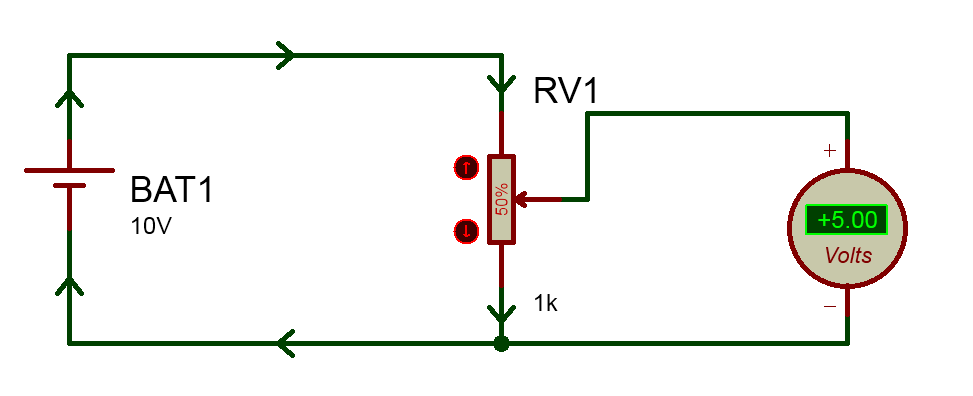 RV1
BAT1
10V
50%
1k
+
+5.00
Volts
−